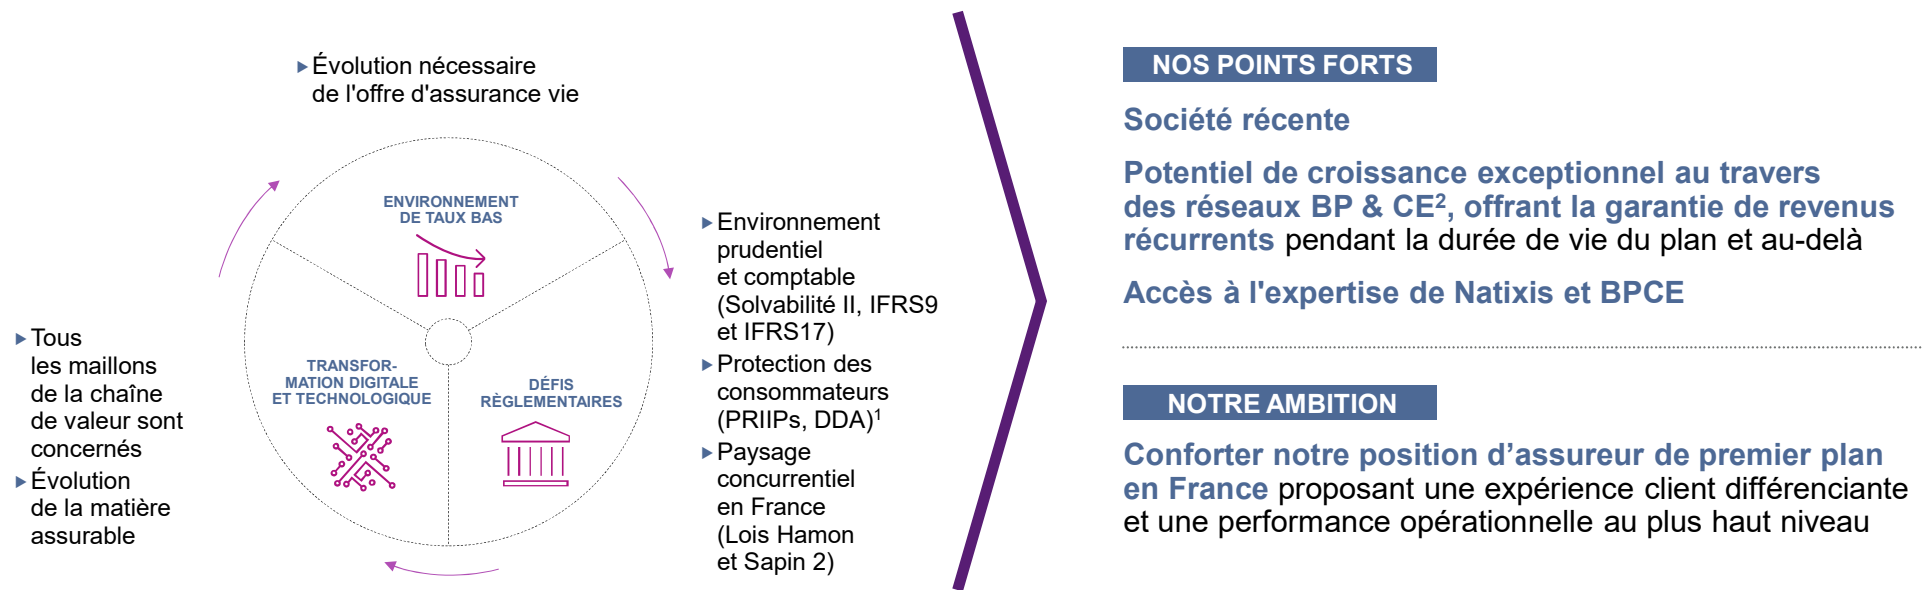 ▶ Évolution nécessaire
de l'offre d'assurance vie
ENVIRONNEMENT
DE TAUX BAS
TRANSFOR-
MATION DIGITALE
ET TECHNOLOGIQUE
DÉFIS
RÈGLEMENTAIRES
▶ Tous
les maillons
de la chaîne
de valeur sont
concernés
▶ Évolution
de la matière
assurable
▶ Environnement
prudentiel
et comptable
(Solvabilité II, IFRS9
et IFRS17)
▶ Protection des
consommateurs
(PRIIPs, DDA)¹
▶ Paysage
concurrentiel
en France
(Lois Hamon
et Sapin 2)
NOS POINTS FORTS
Société récente
Potentiel de croissance exceptionnel au travers
des réseaux BP & CE², offrant la garantie de revenus
récurrents pendant la durée de vie du plan et au-delà
Accès à l'expertise de Natixis et BPCE
NOTRE AMBITION
Conforter notre position d’assureur de premier plan
en France proposant une expérience client différenciante
et une performance opérationnelle au plus haut niveau